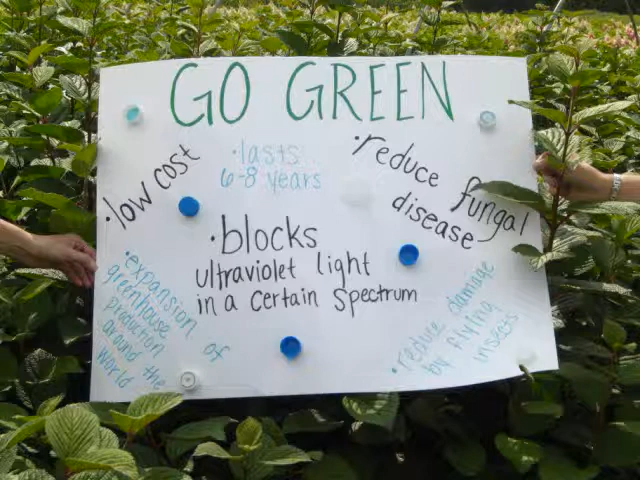 GO GREEN
•low cost
•lasts
6-8 years
•reduce fungal
disease
•blocks
ultraviolet light
in a certain spectrum
•expansion of
greenhouse
production
around the
world
•reduce damage
by flying
insects